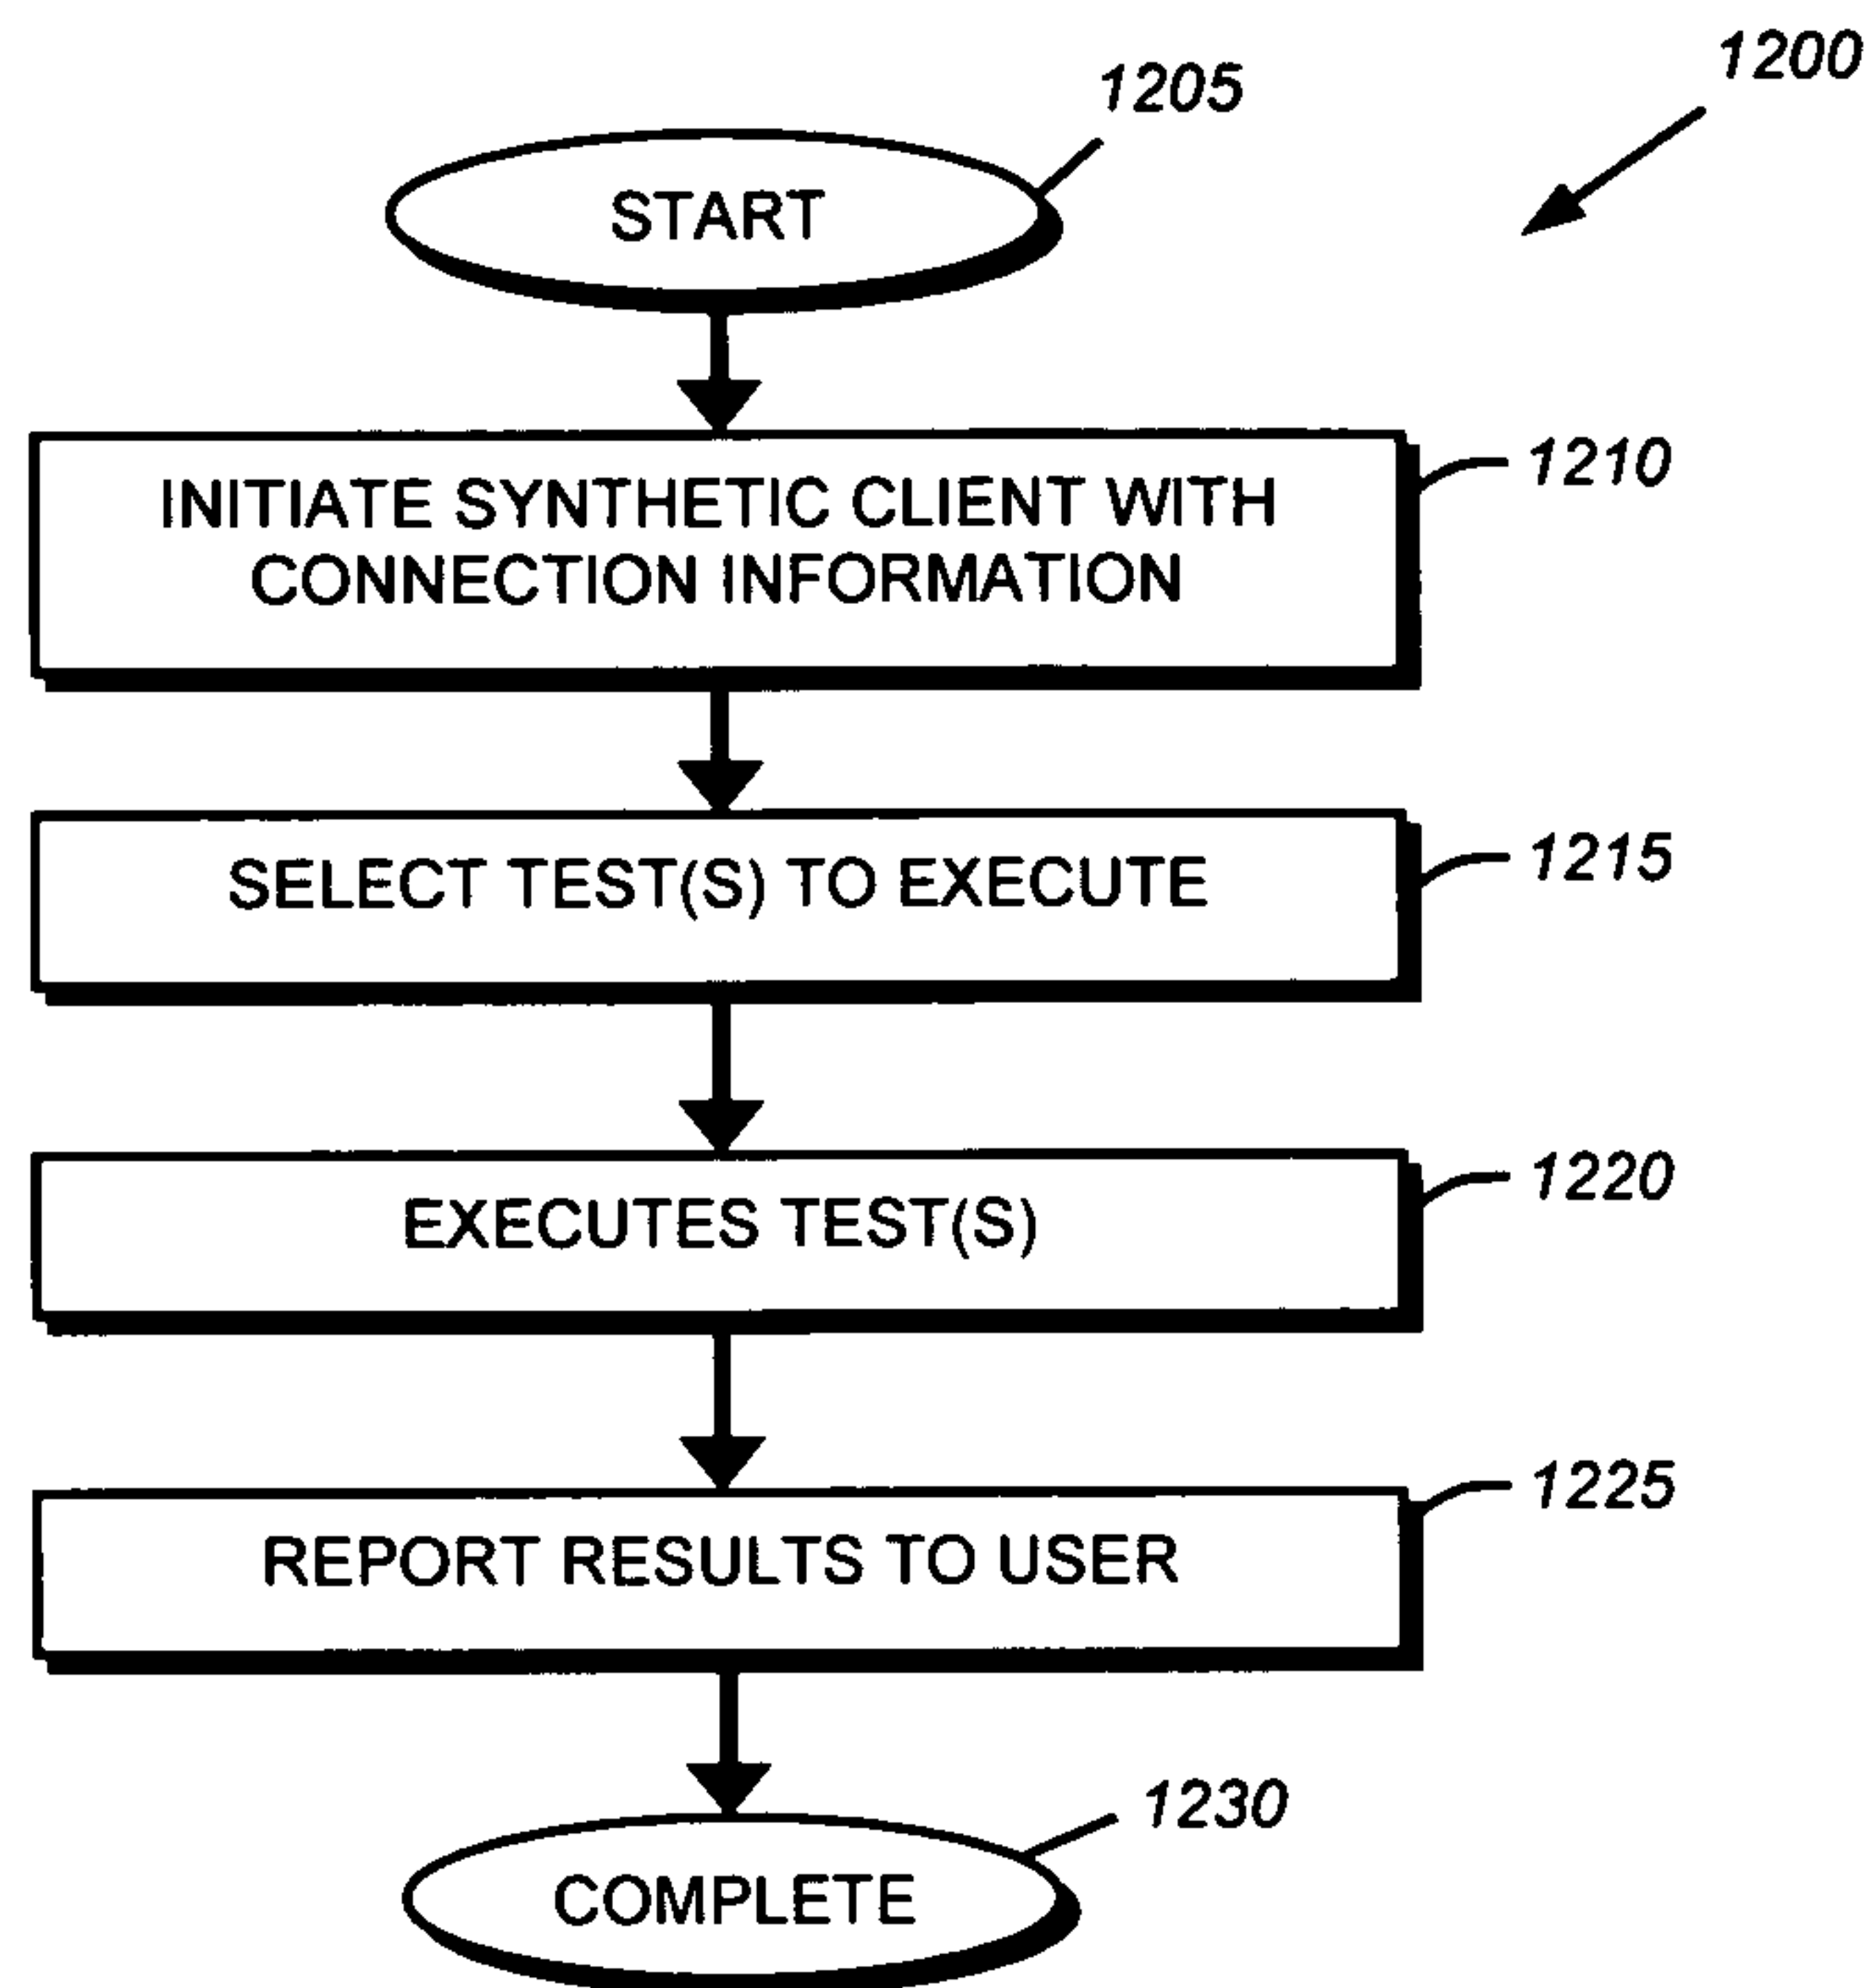 1200
1205
START
INITIATE SYNTHETIC CLIENT WITH
CONNECTION INFORMATION
1210
SELECT TEST(S) TO EXECUTE
1215
EXECUTES TEST(S)
1220
REPORT RESULTS TO USER
1225
1230
COMPLETE